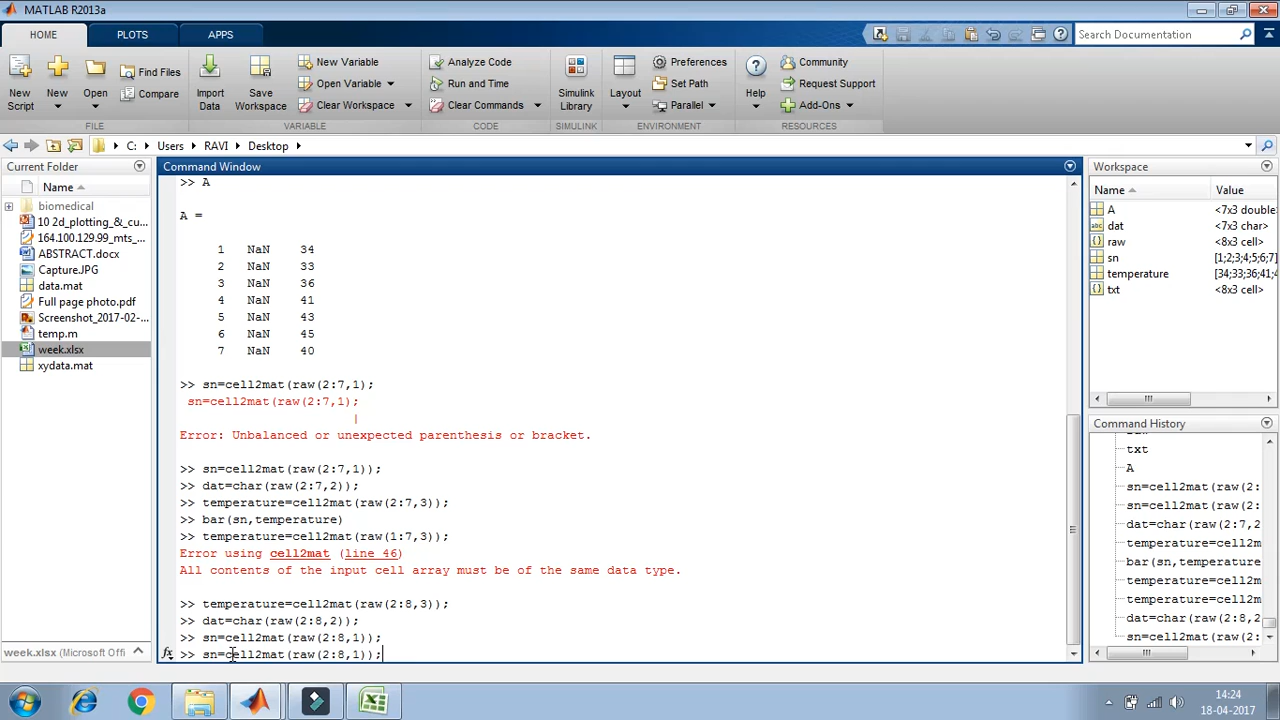 MATLAB R2013a
HOME
PLOTS
APPS
Search Documentation
New Script
New
Open
Find Files
Compare
Import Data
Save Workspace
New Variable
Open Variable
Clear Workspace
Analyze Code
Run and Time
Clear Commands
Simulink Library
Layout
Preferences
Set Path
Parallel
Help
Community
Request Support
Add-Ons
FILE
VARIABLE
CODE
SIMULINK
ENVIRONMENT
RESOURCES
C: Users RAVI Desktop
Current Folder
Name
biomedical
10 2d_plotting_&_cu...
164.100.129.99_mts_...
ABSTRACT.docx
Capture.JPG
data.mat
Full page photo.pdf
Screenshot_2017-02-...
temp.m
week.xlsx
xydata.mat
week.xlsx (Microsoft Offi
Command Window
>> A
A =
1 NaN 34
2 NaN 33
3 NaN 36
4 NaN 41
5 NaN 43
6 NaN 45
7 NaN 40
>> sn=cell2mat(raw(2:7,1);
sn=cell2mat(raw(2:7,1);
|
Error: Unbalanced or unexpected parenthesis or bracket.
>> sn=cell2mat(raw(2:7,1));
>> dat=char(raw(2:7,2));
>> temperature=cell2mat(raw(2:7,3));
>> bar(sn,temperature)
>> temperature=cell2mat(raw(1:7,3));
Error using cell2mat (line 46)
All contents of the input cell array must be of the same data type.
>> temperature=cell2mat(raw(2:8,3));
>> dat=char(raw(2:8,2));
>> sn=cell2mat(raw(2:8,1));
fx >> sn=cell2mat(raw(2:8,1));
Workspace
Name Value
A <7x3 double
dat <7x3 char>
raw <8x3 cell>
sn [1;2;3;4;5;6;7]
temperature [34;33;36;41;4
txt <8x3 cell>
Command History
txt
A
sn=cell2mat(raw(2:
sn=cell2mat(raw(2:
dat=char(raw(2:7,2
temperature=cell2m
bar(sn,temperature
temperature=cell2m
temperature=cell2m
dat=char(raw(2:8,2
sn=cell2mat(raw(2:
14:24
18-04-2017